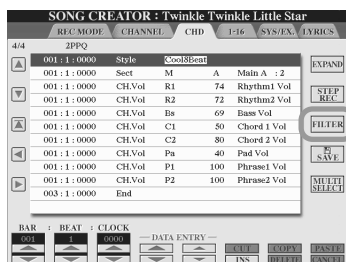 SONG CREATOR : Twinkle Twinkle Little Star
REC MODE CHANNEL CHD 1-16 SYS/EX. LYRICS
4/4 2PPQ
001 : 1 : 0000 Style Cool8Beat
001 : 1 : 0000 Sect M A Main A : 2
001 : 1 : 0000 CH.Vol R1 74 Rhythm1 Vol
001 : 1 : 0000 CH.Vol R2 72 Rhythm2 Vol
001 : 1 : 0000 CH.Vol Bs 69 Bass Vol
001 : 1 : 0000 CH.Vol C1 50 Chord 1 Vol
001 : 1 : 0000 CH.Vol C2 80 Chord 2 Vol
001 : 1 : 0000 CH.Vol Pa 40 Pad Vol
001 : 1 : 0000 CH.Vol P1 100 Phrase1 Vol
001 : 1 : 0000 CH.Vol P2 100 Phrase2 Vol
003 : 1 : 0000 End
EXPAND
STEP
REC
FILTER
SAVE
MULTI
SELECT
BAR : BEAT : CLOCK
001 1 0000
DATA ENTRY
CUT COPY PASTE
INS DELETE CANCEL